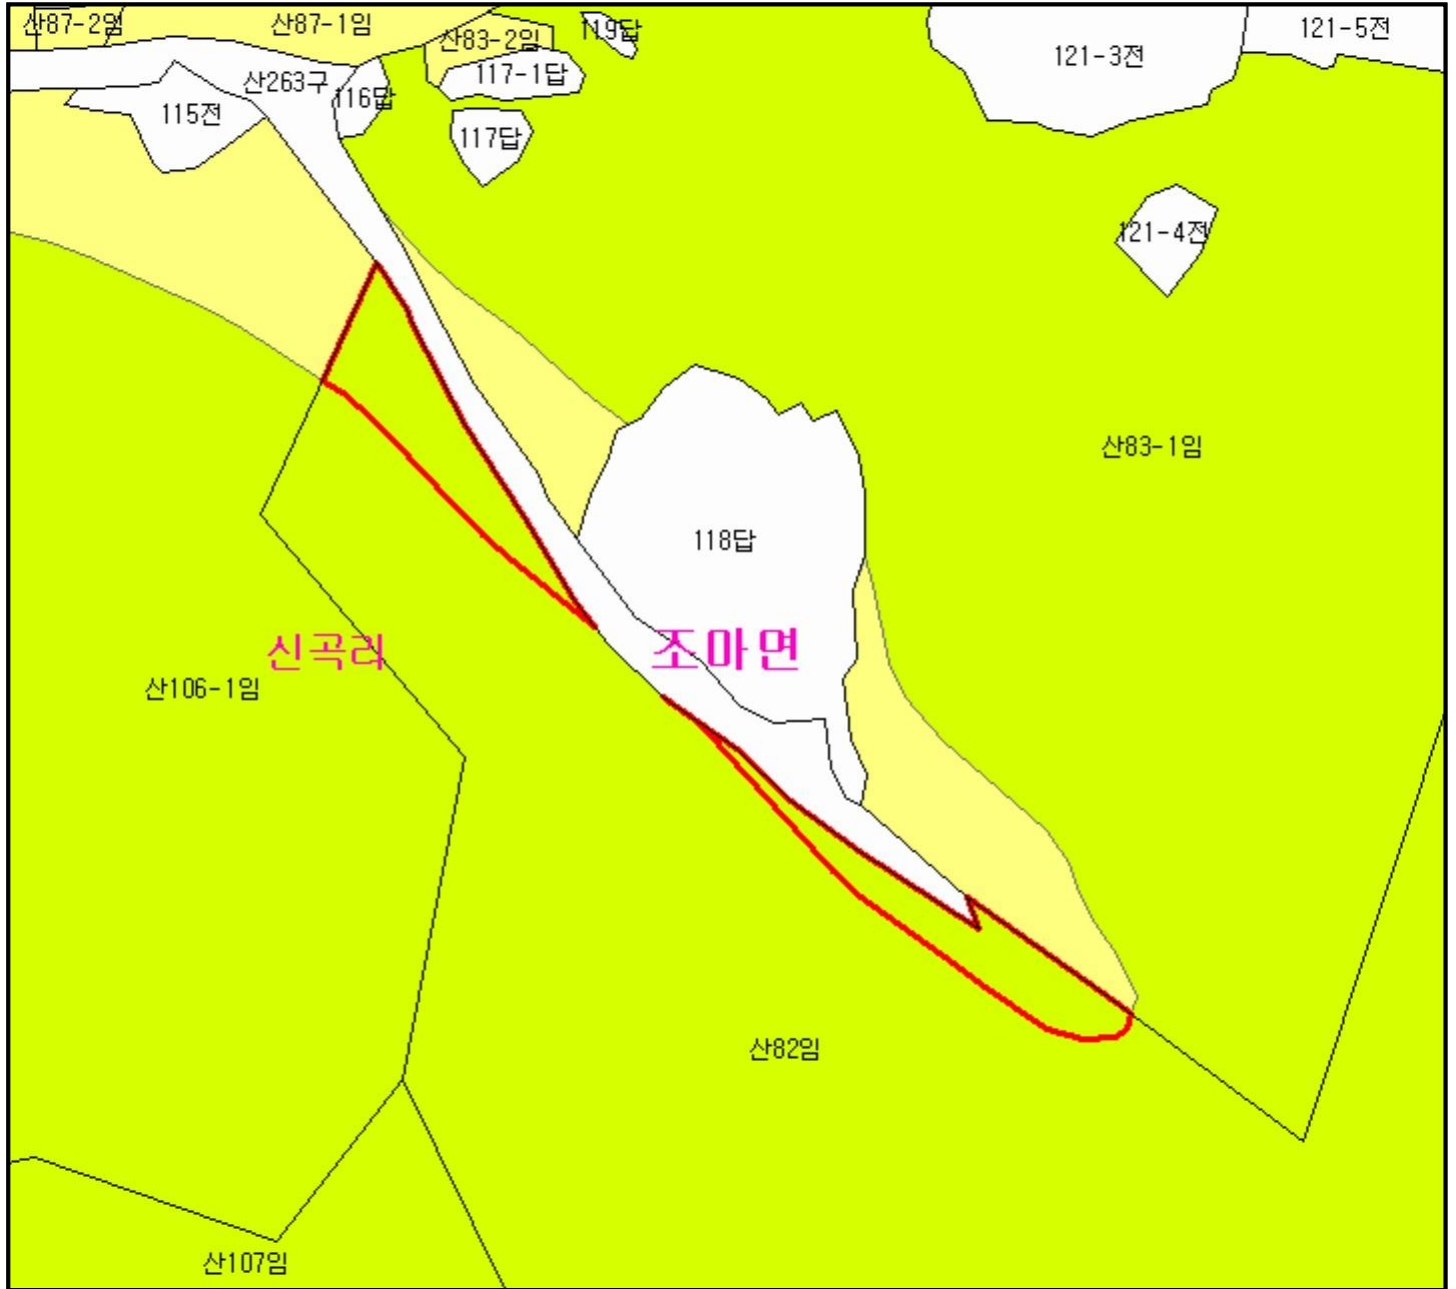 산87-2임
산87-1임
산83-2임
119답
121-3전
121-5전
산263구
116답
117-1답
115전
117답
121-4전
산83-1임
118답
신곡리
조마면
산106-1임
산82임
산107임